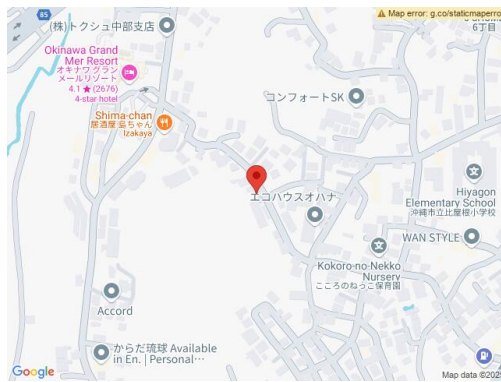 85
(株)トクシュ中部支店
Map error: g.co/staticmaperro
6丁目
Okinawa Grand
Mer Resort
オキナワ グラン
メールリゾート
4.1★ (2676)
4-star hotel
コンフォートSK
Shima-chan
居酒屋 島ちゃん
Izakaya
エコハウスオハナ
Hiyagon
Elementary School
沖縄市立比屋根小学校
WAN STYLE
Kokoro-no-Nekko
Nursery
こころのねっこ保育園
Accord
からだ琉球 Available
in En. | Personal…
Google
Map data ©2025